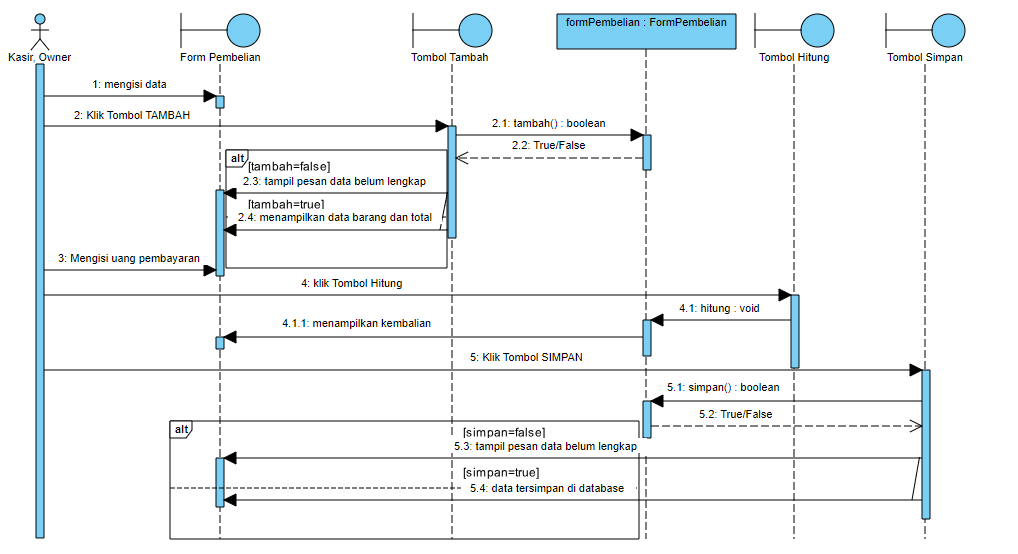 formPembelian : FormPembelian
Kasir, Owner
Form Pembelian
Tombol Tambah
Tombol Hitung
Tombol Simpan
1: mengisi data
2: Klik Tombol TAMBAH
2.1: tambah() : boolean
2.2: True/False
alt
[tambah=false]
2.3: tampil pesan data belum lengkap
[tambah=true]
2.4: menampilkan data barang dan total
3: Mengisi uang pembayaran
4: klik Tombol Hitung
4.1: hitung : void
4.1.1: menampilkan kembalian
5: Klik Tombol SIMPAN
5.1: simpan() : boolean
5.2: True/False
alt
[simpan=false]
5.3: tampil pesan data belum lengkap
[simpan=true]
5.4: data tersimpan di database